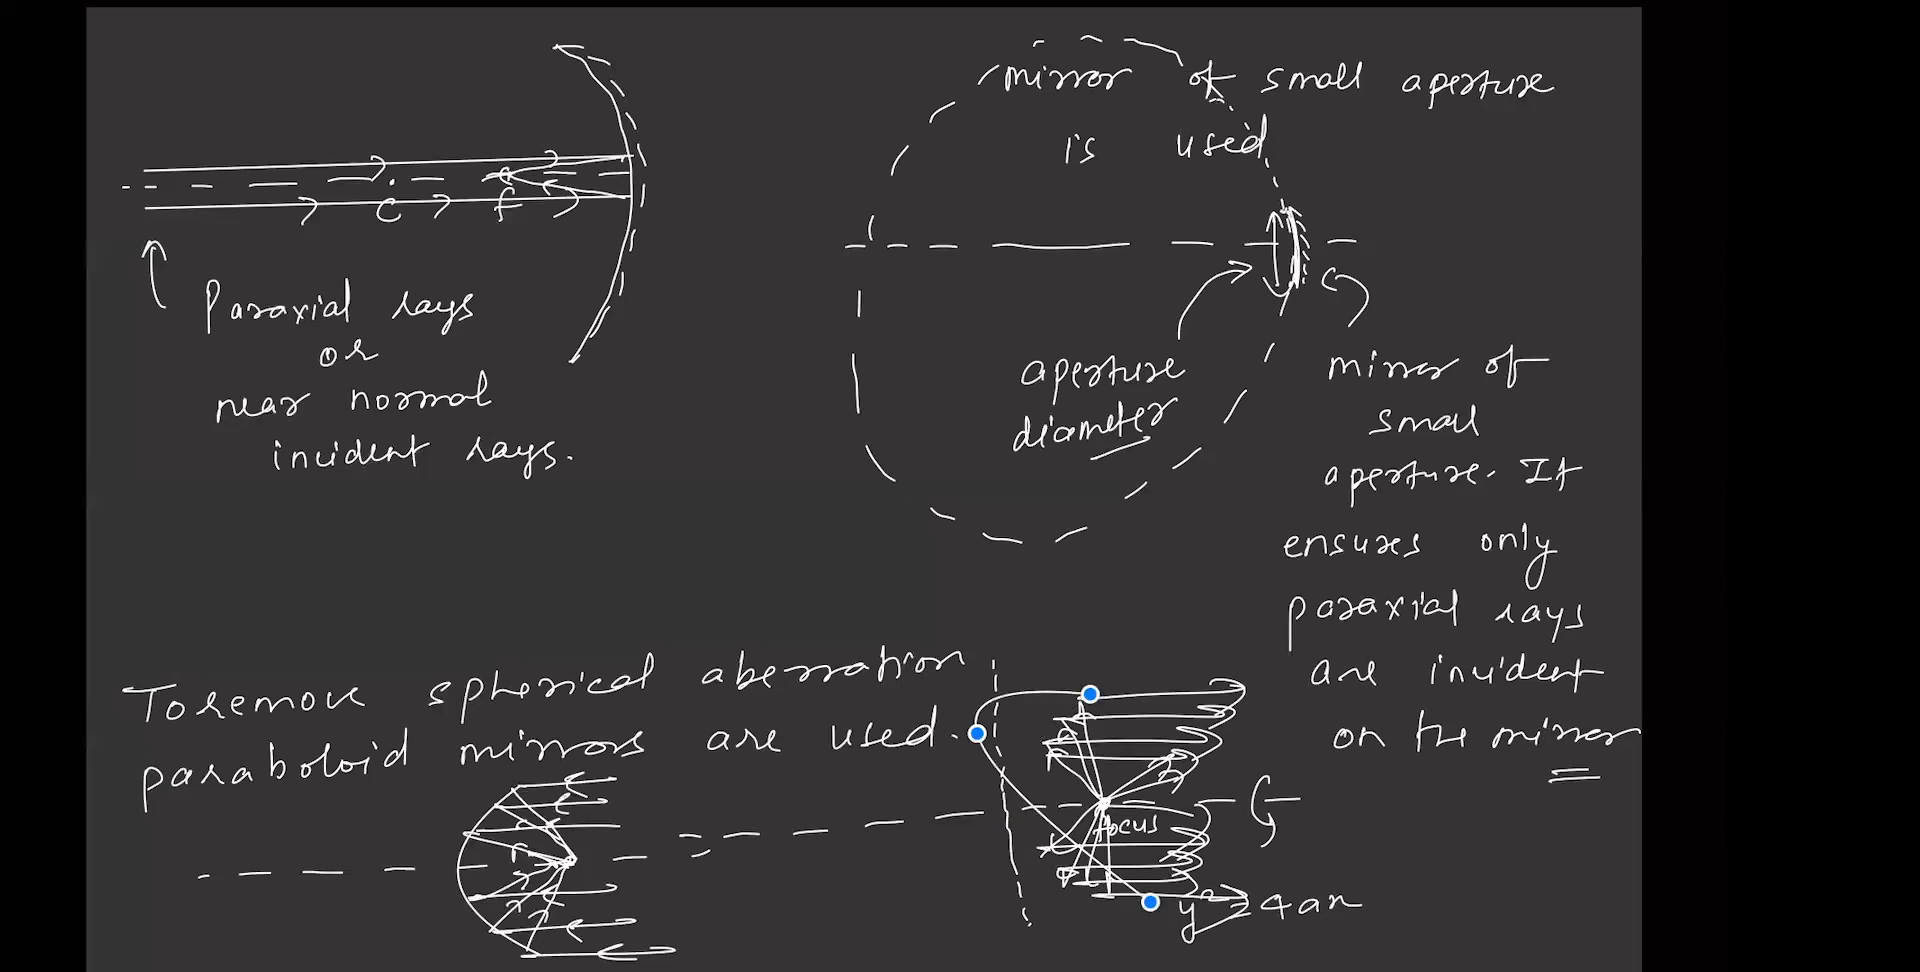 mirror of small aperture
is used
C
f
Paraxial rays
or
near normal
incident rays.
aperture
diameter
mirror of
small
aperture. It
ensures only
paraxial rays
are incident
on the mirror
To remove spherical aberration
paraboloid mirrors are used.
focus
y² = 4ax